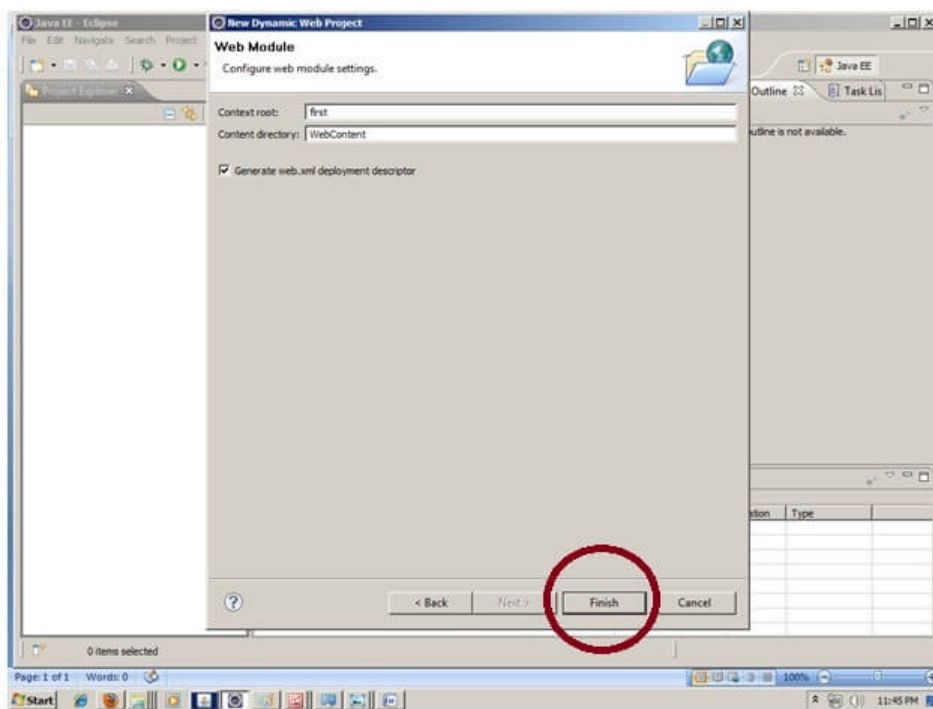 Java EE - Eclipse
File Edit Navigate Search Project
New Dynamic Web Project
Web Module
Configure web module settings.
Java EE
Project Explorer
Outline
Task Lis
Context root: first
Content directory: WebContent
utline is not available.
Generate web.xml deployment descriptor
ation Type
? < Back Next > Finish Cancel
0 items selected
Page: 1 of 1 Words: 0 100%
Start 11:45 PM